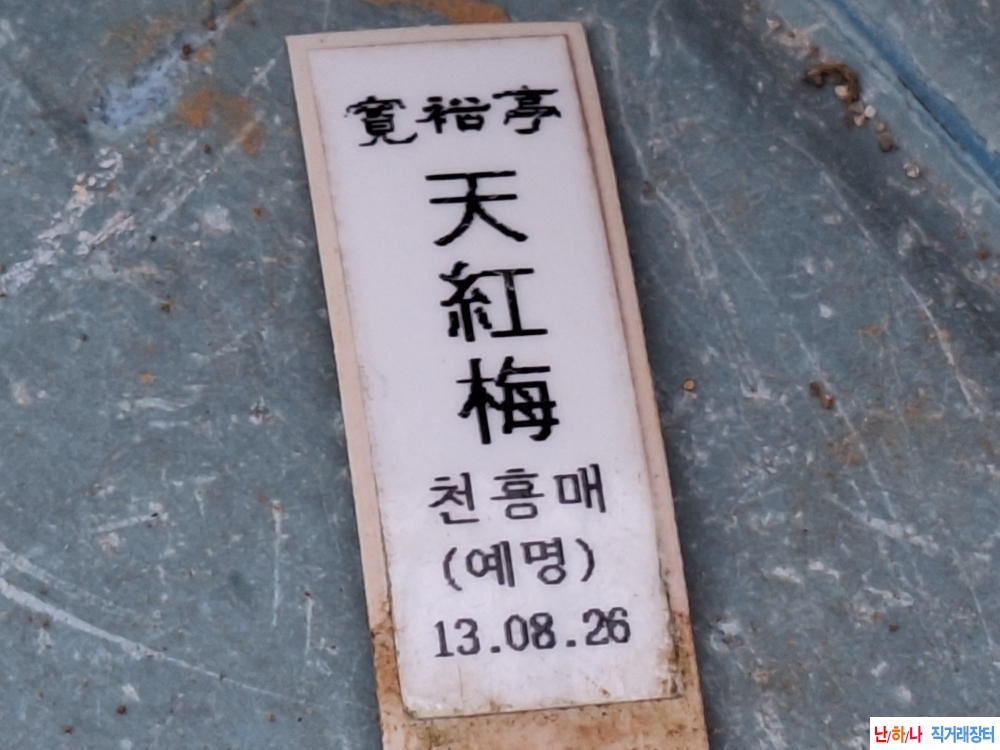 寬裕亭
天
紅
梅
천홍매
(예명)
13.08.26
난/하/나 직거래장터